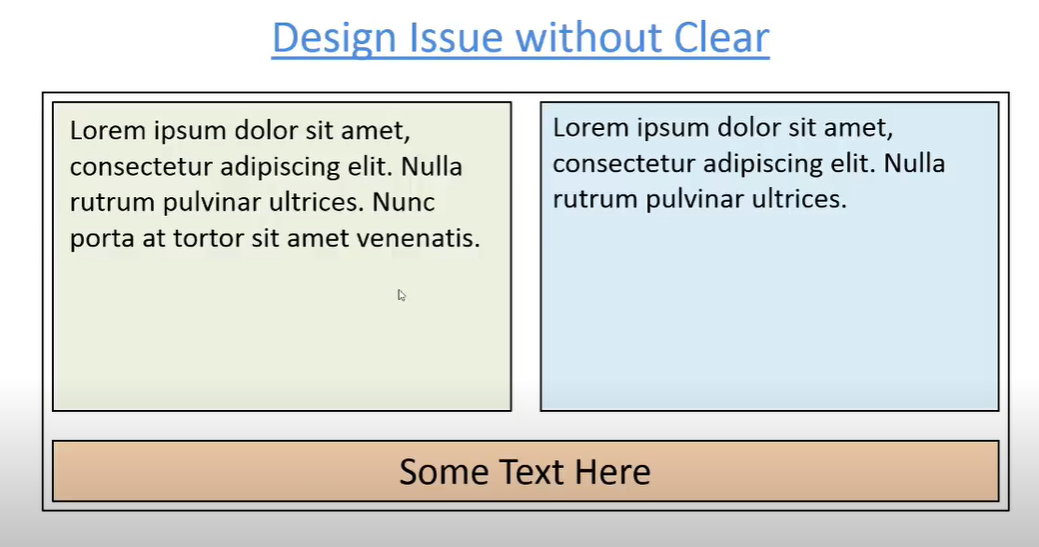 Design Issue without Clear
Lorem ipsum dolor sit amet,
consectetur adipiscing elit. Nulla
rutrum pulvinar ultrices. Nunc
porta at tortor sit amet venenatis.
Lorem ipsum dolor sit amet,
consectetur adipiscing elit. Nulla
rutrum pulvinar ultrices.
Some Text Here